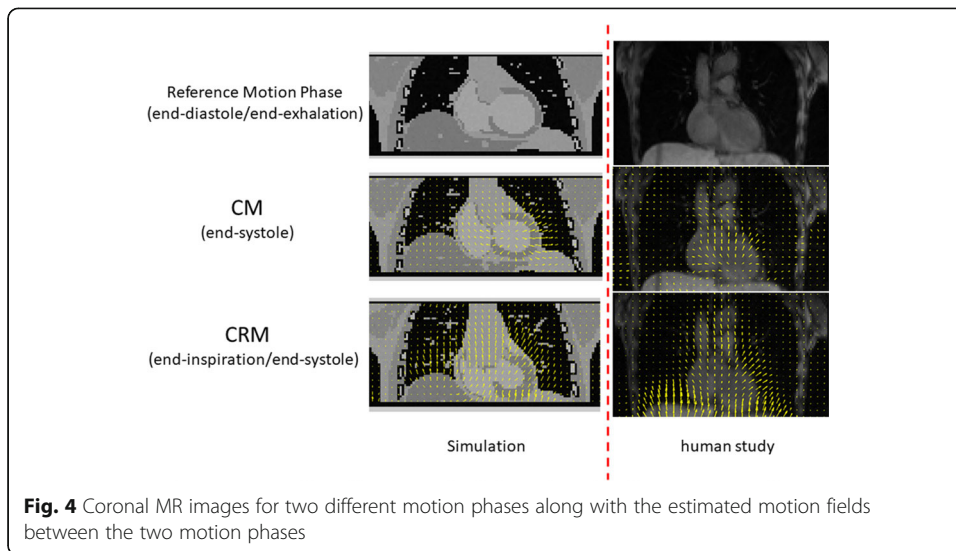 Reference Motion Phase
(end-diastole/end-exhalation)
CM
(end-systole)
CRM
(end-inspiration/end-systole)
Simulation
human study
Fig. 4 Coronal MR images for two different motion phases along with the estimated motion fields
between the two motion phases